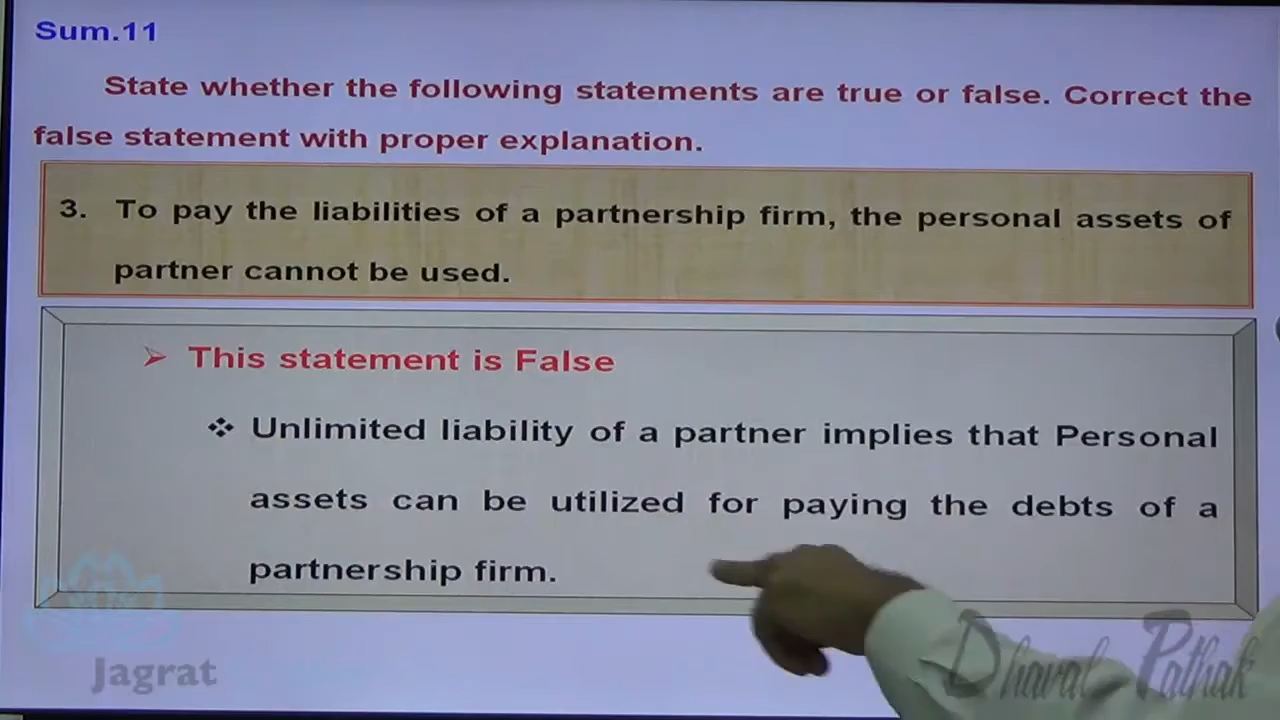 Sum.11
State whether the following statements are true or false. Correct the
false statement with proper explanation.
3. To pay the liabilities of a partnership firm, the personal assets of
partner cannot be used.
➢ This statement is False
❖ Unlimited liability of a partner implies that Personal
assets can be utilized for paying the debts of a
partnership firm.
Jagrat
Dhaval Pathak